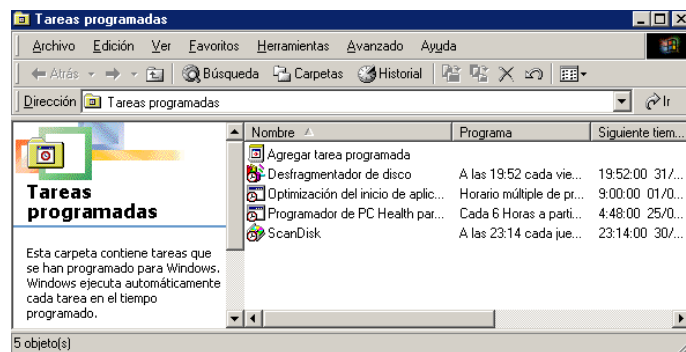 Tareas programadas
Archivo Edición Ver Favoritos Herramientas Avanzado Ayuda
Atrás Búsqueda Carpetas Historial
Dirección Tareas programadas Ir
Tareas
programadas
Esta carpeta contiene tareas que
se han programado para Windows.
Windows ejecuta automáticamente
cada tarea en el tiempo
programado.
Nombre Programa Siguiente tiem...
Agregar tarea programada
Desfragmentador de disco A las 19:52 cada vie... 19:52:00 31/...
Optimización del inicio de aplic... Horario múltiple de pr... 9:00:00 01/0...
Programador de PC Health par... Cada 6 Horas a parti... 4:48:00 25/0...
ScanDisk A las 23:14 cada jue... 23:14:00 30/...
5 objeto(s)